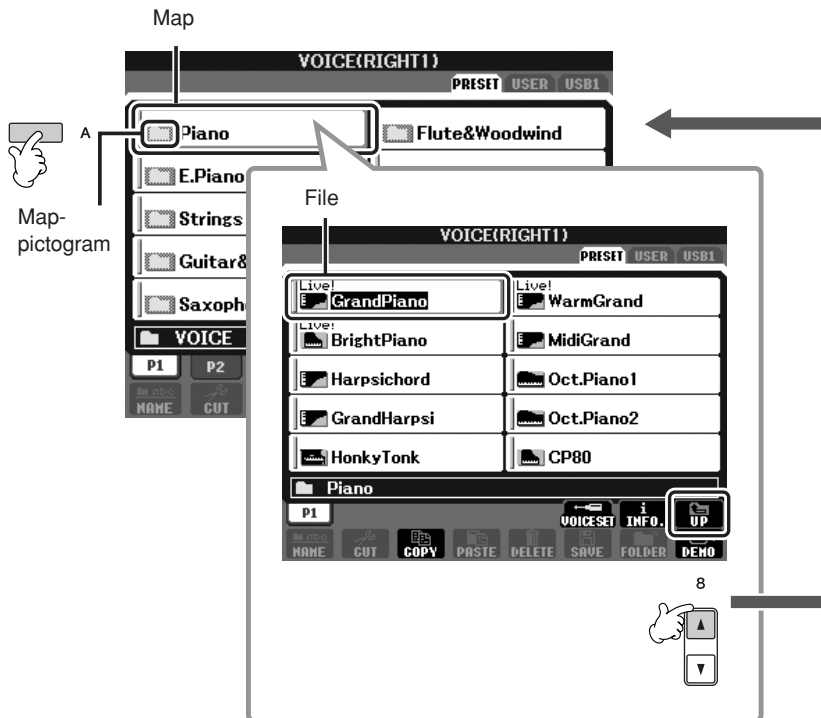 Map
VOICE(RIGHT1)
PRESET USER USB1
A
Piano
Flute&Woodwind
E.Piano
Strings
Guitar&
Saxoph
VOICE
P1 P2
NAME CUT
Map-
pictogram
File
VOICE(RIGHT1)
PRESET USER USB1
Live!
GrandPiano
Live!
WarmGrand
Live!
BrightPiano
MidiGrand
Harpsichord
Oct.Piano1
GrandHarpsi
Oct.Piano2
HonkyTonk
CP80
Piano
P1
VOICESET INFO. UP
NAME CUT COPY PASTE DELETE SAVE FOLDER DEMO
8